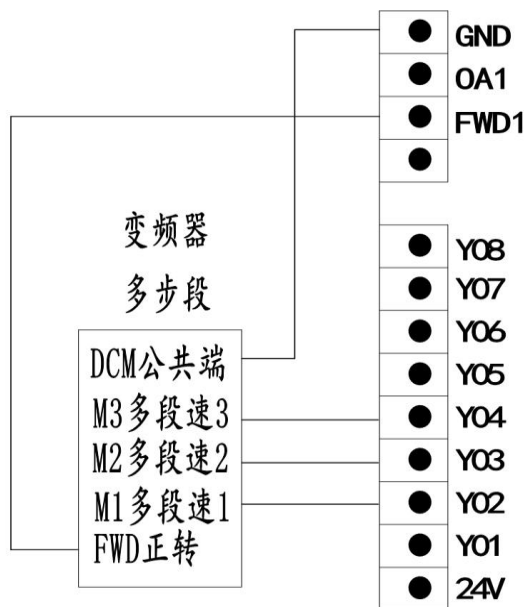 GND
OA1
FWD1
变频器
多步段
DCM公共端
M3多段速3
M2多段速2
M1多段速1
FWD正转
Y08
Y07
Y06
Y05
Y04
Y03
Y02
Y01
24V